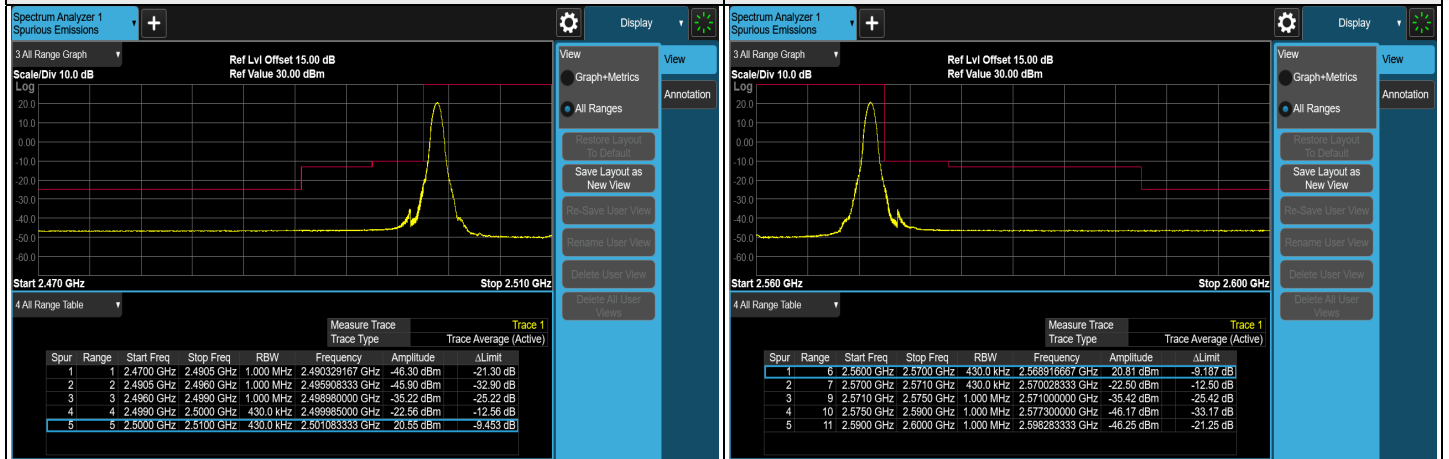 Spectrum Analyzer 1
Spurious Emissions
+
Display
3 All Range Graph
Ref Lvl Offset 15.00 dB
Scale/Div 10.0 dB
Ref Value 30.00 dBm
Log
20.0
10.0
0.00
-10.0
-20.0
-30.0
-40.0
-50.0
-60.0
Start 2.470 GHz
Stop 2.510 GHz
View
Graph+Metrics
All Ranges
Restore Layout
To Default
Save Layout as
New View
Re-Save User View
Rename User View
Delete User View
Delete All User
Views
View
Annotation
4 All Range Table
Measure Trace Trace 1
Trace Type Trace Average (Active)
Spur Range Start Freq Stop Freq RBW Frequency Amplitude ΔLimit
1 1 2.4700 GHz 2.4905 GHz 1.000 MHz 2.490329167 GHz -46.30 dBm -21.30 dB
2 2 2.4905 GHz 2.4960 GHz 1.000 MHz 2.495908333 GHz -45.90 dBm -32.90 dB
3 3 2.4960 GHz 2.4990 GHz 1.000 MHz 2.498980000 GHz -35.22 dBm -25.22 dB
4 4 2.4990 GHz 2.5000 GHz 430.0 kHz 2.499985000 GHz -22.56 dBm -12.56 dB
5 5 2.5000 GHz 2.5100 GHz 430.0 kHz 2.501083333 GHz 20.55 dBm -9.453 dB
Spectrum Analyzer 1
Spurious Emissions
+
Display
3 All Range Graph
Ref Lvl Offset 15.00 dB
Scale/Div 10.0 dB
Ref Value 30.00 dBm
Log
20.0
10.0
0.00
-10.0
-20.0
-30.0
-40.0
-50.0
-60.0
Start 2.560 GHz
Stop 2.600 GHz
View
Graph+Metrics
All Ranges
Restore Layout
To Default
Save Layout as
New View
Re-Save User View
Rename User View
Delete User View
Delete All User
Views
View
Annotation
4 All Range Table
Measure Trace Trace 1
Trace Type Trace Average (Active)
Spur Range Start Freq Stop Freq RBW Frequency Amplitude ΔLimit
1 6 2.5600 GHz 2.5700 GHz 430.0 kHz 2.568916667 GHz 20.81 dBm -9.187 dB
2 7 2.5700 GHz 2.5710 GHz 430.0 kHz 2.570028333 GHz -22.50 dBm -12.50 dB
3 9 2.5710 GHz 2.5750 GHz 1.000 MHz 2.571000000 GHz -35.42 dBm -25.42 dB
4 10 2.5750 GHz 2.5900 GHz 1.000 MHz 2.577300000 GHz -46.17 dBm -33.17 dB
5 11 2.5900 GHz 2.6000 GHz 1.000 MHz 2.598283333 GHz -46.25 dBm -21.25 dB